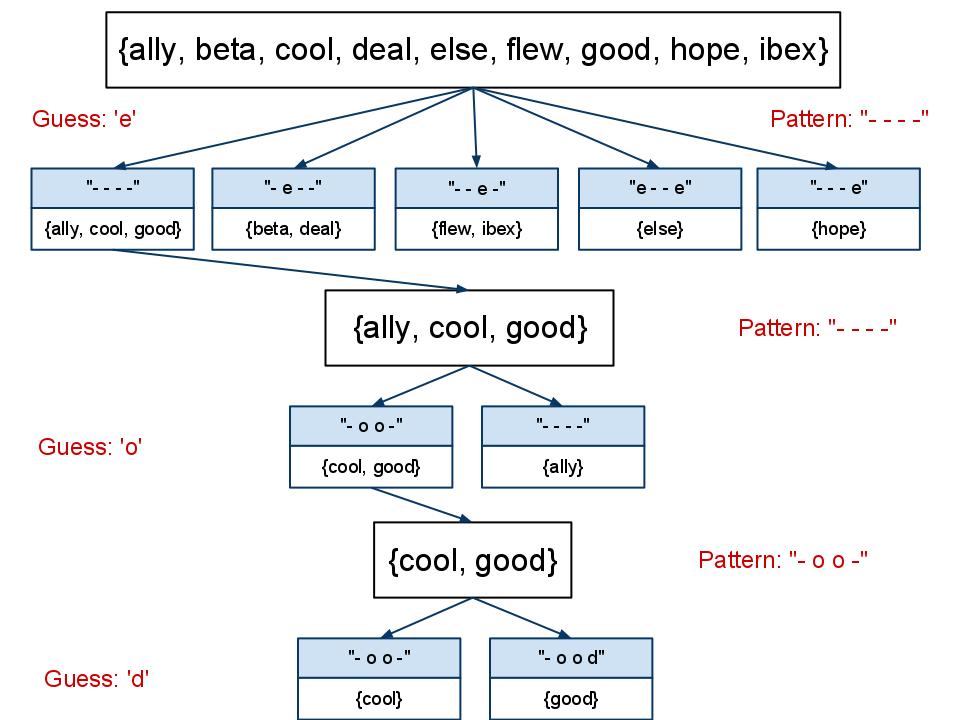 {ally, beta, cool, deal, else, flew, good, hope, ibex}
Guess: 'e'
Pattern: "- - - -"
"- - - -"
"- e - -"
"- - e -"
"e - - e"
"- - - e"
{ally, cool, good}
{beta, deal}
{flew, ibex}
{else}
{hope}
{ally, cool, good}
Pattern: "- - - -"
"- o o -"
"- - - -"
Guess: 'o'
{cool, good}
{ally}
{cool, good}
Pattern: "- o o -"
"- o o -"
"- o o d"
Guess: 'd'
{cool}
{good}